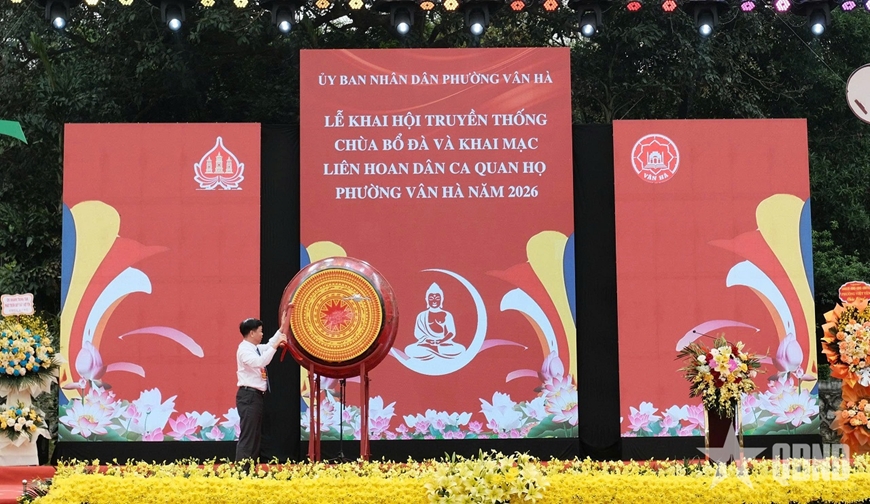 ỦY BAN NHÂN DÂN PHƯỜNG VÂN HÀ
LỄ KHAI HỘI TRUYỀN THỐNG
CHÙA BỔ ĐÀ VÀ KHAI MẠC
LIÊN HOAN DÂN CA QUAN HỌ
PHƯỜNG VÂN HÀ NĂM 2026
VÂN HÀ
QĐND